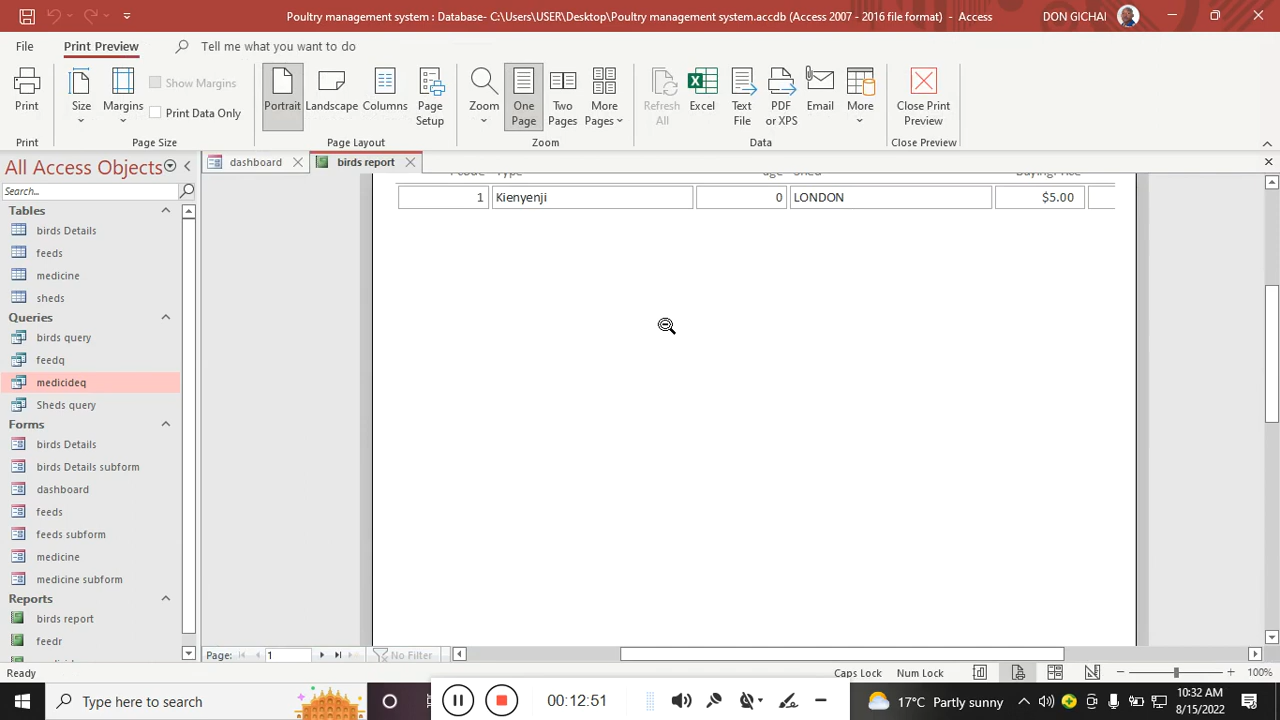 Poultry management system : Database- C:\Users\USER\Desktop\Poultry management system.accdb (Access 2007 - 2016 file format) - Access
DON GICHAI
File
Print Preview
Tell me what you want to do
Print
Size
Margins
Show Margins
Print Data Only
Portrait
Landscape
Columns
Page Setup
Zoom
One Page
Two Pages
More Pages
Refresh All
Excel
Text File
PDF or XPS
Email
More
Close Print Preview
Print
Page Size
Page Layout
Zoom
Data
Close Preview
All Access Objects
Search...
Tables
birds Details
feeds
medicine
sheds
Queries
birds query
feedq
medicideq
Sheds query
Forms
birds Details
birds Details subform
dashboard
feeds
feeds subform
medicine
medicine subform
Reports
birds report
feedr
dashboard
birds report
1 Kienyenji 0 LONDON $5.00
Page: 1
No Filter
Ready
Caps Lock
Num Lock
100%
Type here to search
00:12:51
17°C Partly sunny
10:32 AM
8/15/2022